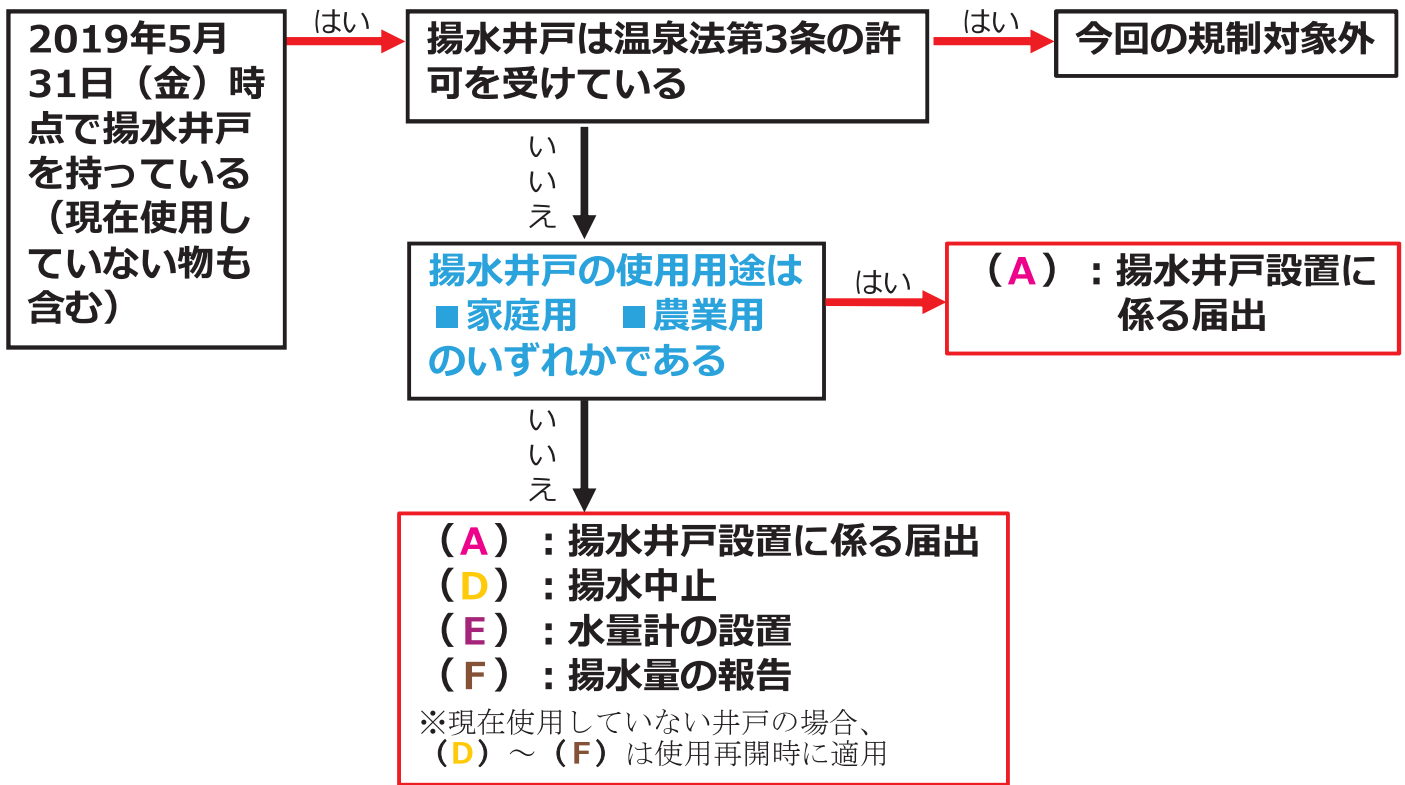 2019年5月
31日（金）時
点で揚水井戸
を持っている
（現在使用し
ていない物も
含む）
はい
揚水井戸は温泉法第3条の許
可を受けている
はい
今回の規制対象外
いいえ
揚水井戸の使用用途は
■家庭用　■農業用
のいずれかである
はい
（A）：揚水井戸設置に
係る届出
いいえ
（A）：揚水井戸設置に係る届出
（D）：揚水中止
（E）：水量計の設置
（F）：揚水量の報告
※現在使用していない井戸の場合、
（D）～（F）は使用再開時に適用